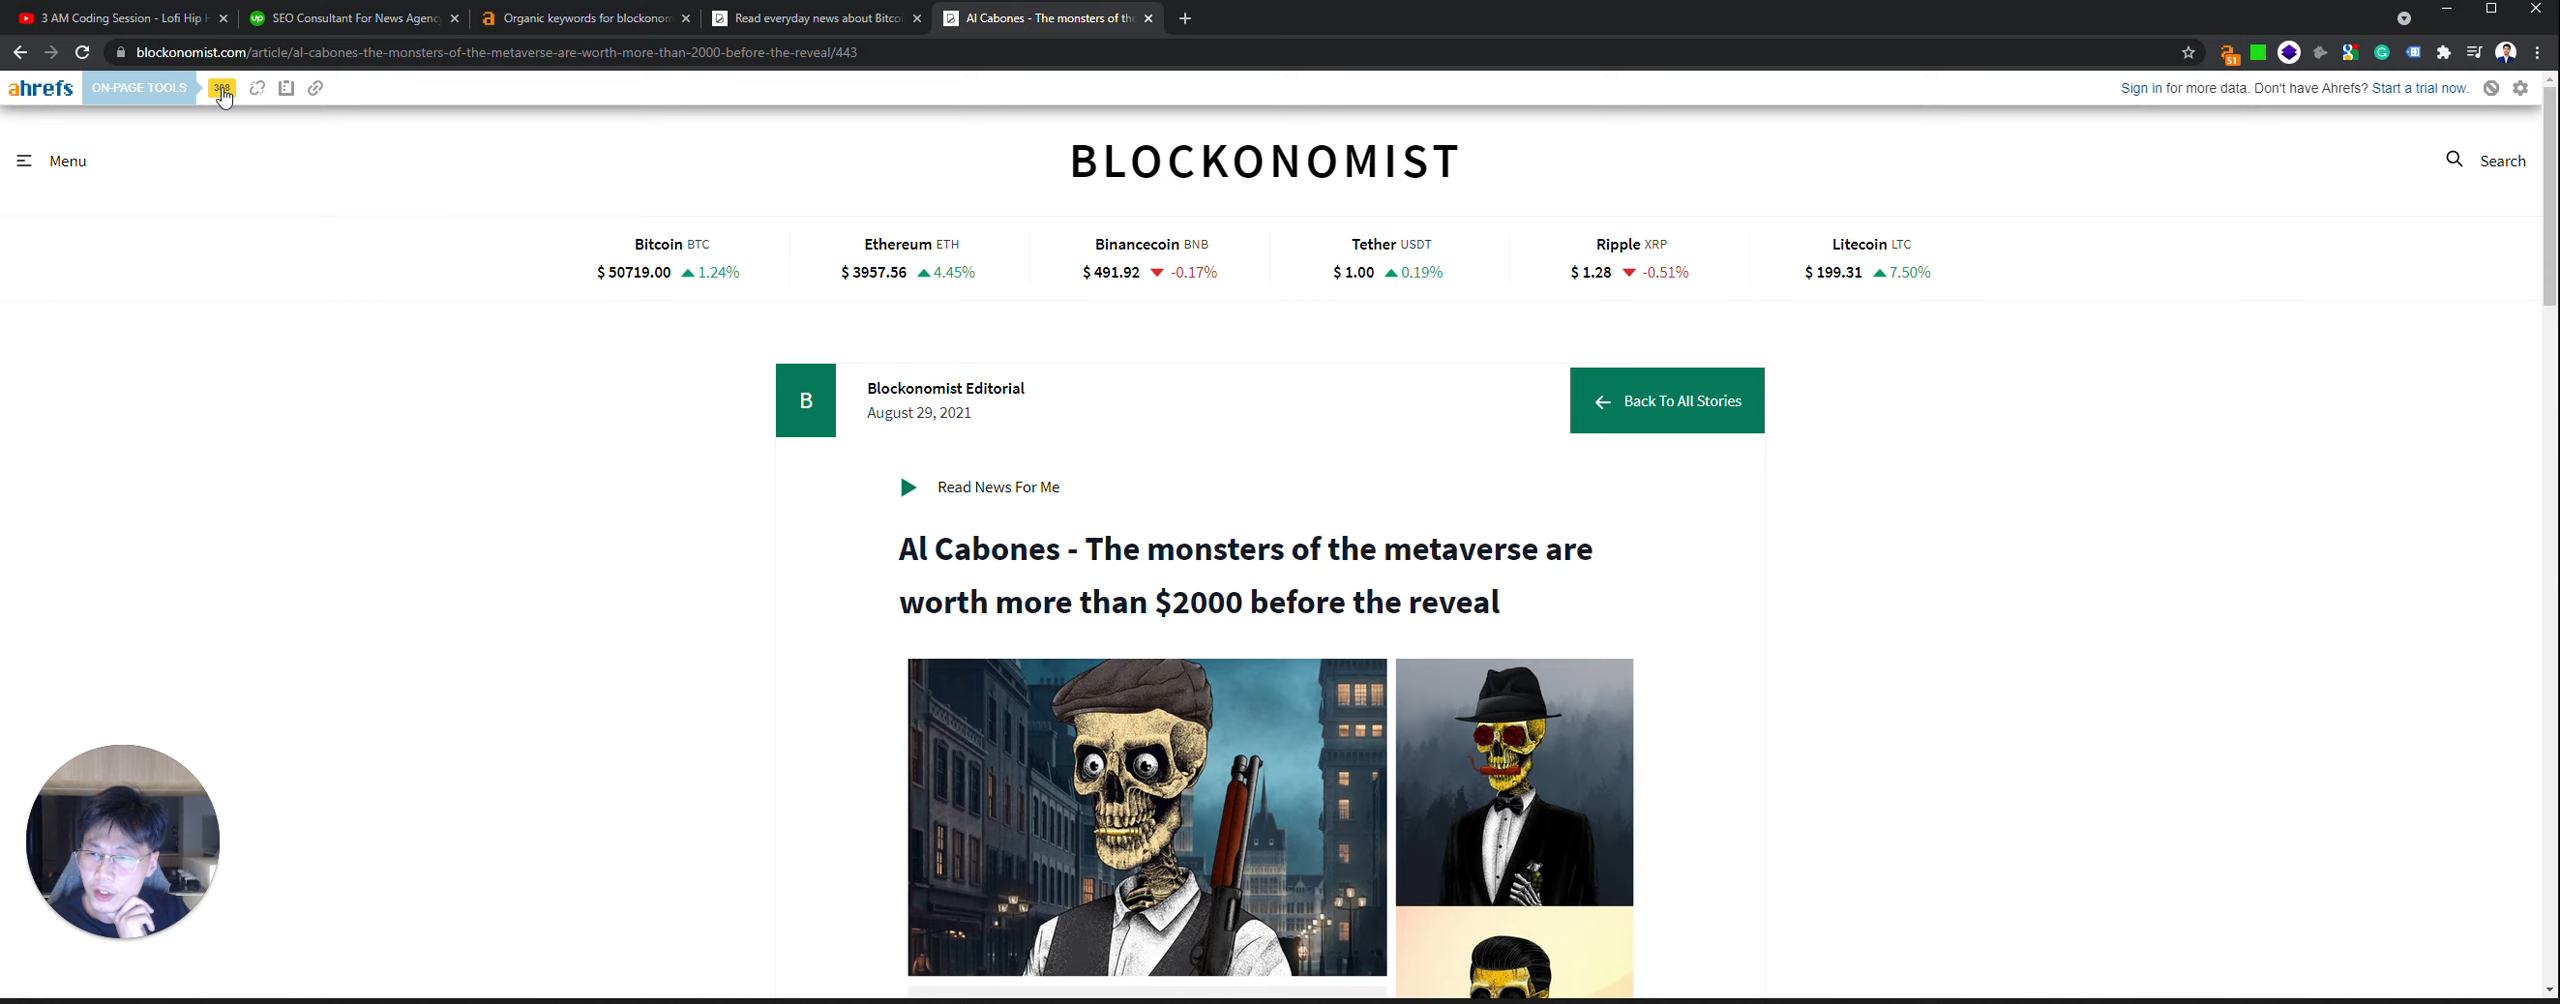 3 AM Coding Session - Lofi Hip H
SEO Consultant For News Agency
Organic keywords for blockonom
Read everyday news about Bitcoi
Al Cabones - The monsters of the
blockonomist.com/article/al-cabones-the-monsters-of-the-metaverse-are-worth-more-than-2000-before-the-reveal/443
51
ahrefs ON-PAGE TOOLS
Sign in for more data. Don't have Ahrefs? Start a trial now.
Menu
BLOCKONOMIST
Search
Bitcoin BTC
$ 50719.00 1.24%
Ethereum ETH
$ 3957.56 4.45%
Binancecoin BNB
$ 491.92 -0.17%
Tether USDT
$ 1.00 0.19%
Ripple XRP
$ 1.28 -0.51%
Litecoin LTC
$ 199.31 7.50%
B
Blockonomist Editorial
August 29, 2021
Back To All Stories
Read News For Me
Al Cabones - The monsters of the metaverse are
worth more than $2000 before the reveal